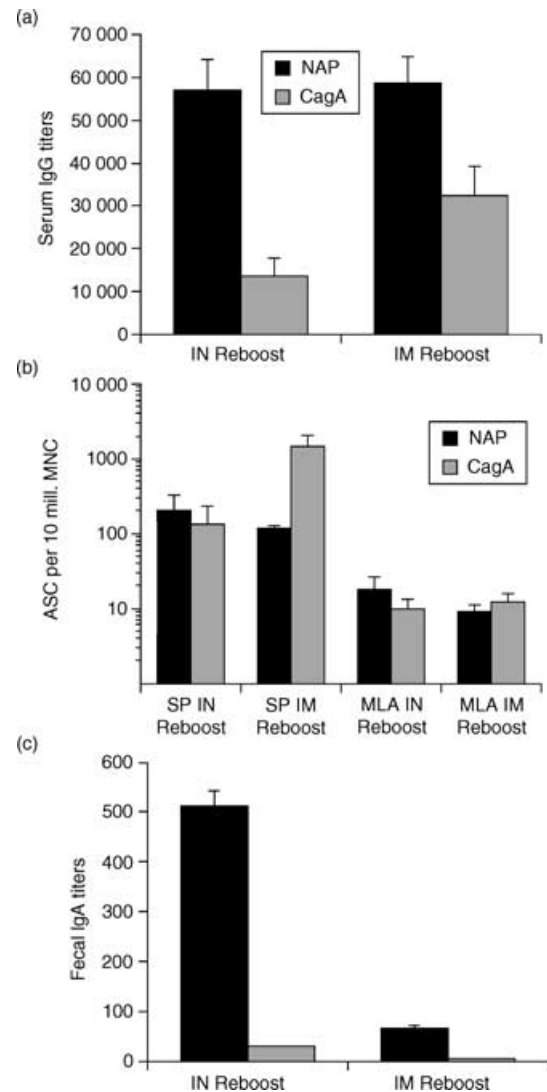 (a)
70 000
60 000
50 000
40 000
30 000
20 000
10 000
0
Serum IgG titers
NAP
CagA
IN Reboost
IM Reboost
(b)
10 000
1000
100
10
ASC per 10 mill. MNC
NAP
CagA
SP IN
Reboost
SP IM
Reboost
MLA IN
Reboost
MLA IM
Reboost
(c)
600
500
400
300
200
100
0
Fecal IgA titers
IN Reboost
IM Reboost